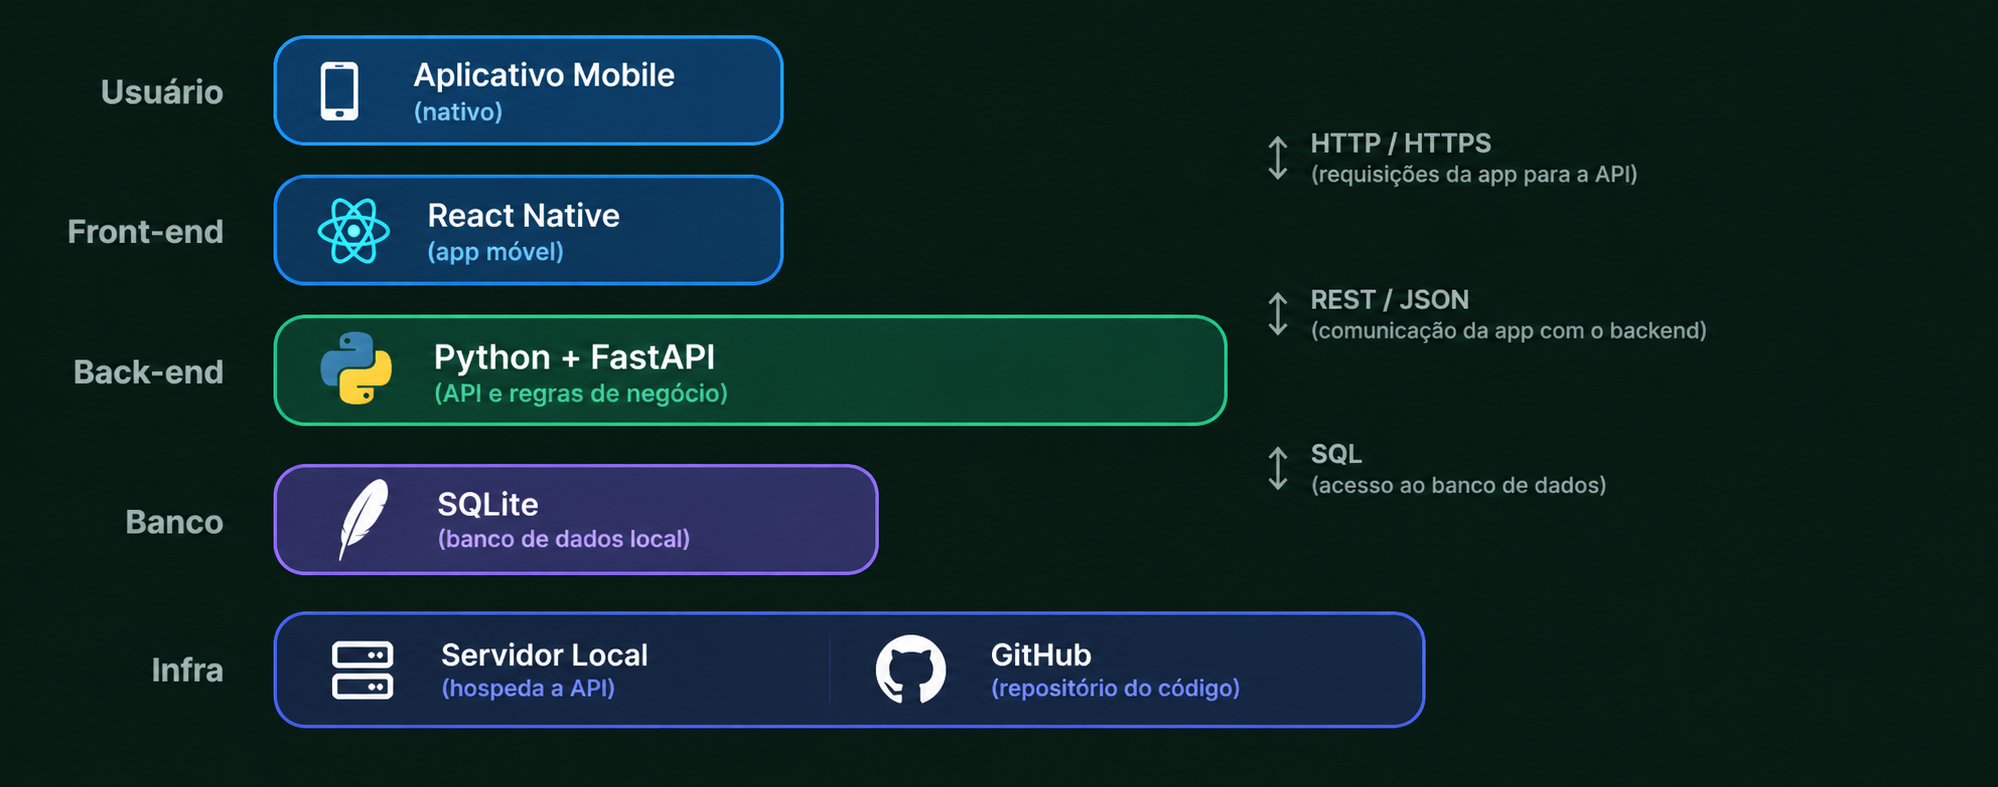 Usuário
Aplicativo Mobile
(nativo)
HTTP / HTTPS
(requisições da app para a API)
Front-end
React Native
(app móvel)
REST / JSON
(comunicação da app com o backend)
Back-end
Python + FastAPI
(API e regras de negócio)
SQL
(acesso ao banco de dados)
Banco
SQLite
(banco de dados local)
Infra
Servidor Local
(hospeda a API)
GitHub
(repositório do código)